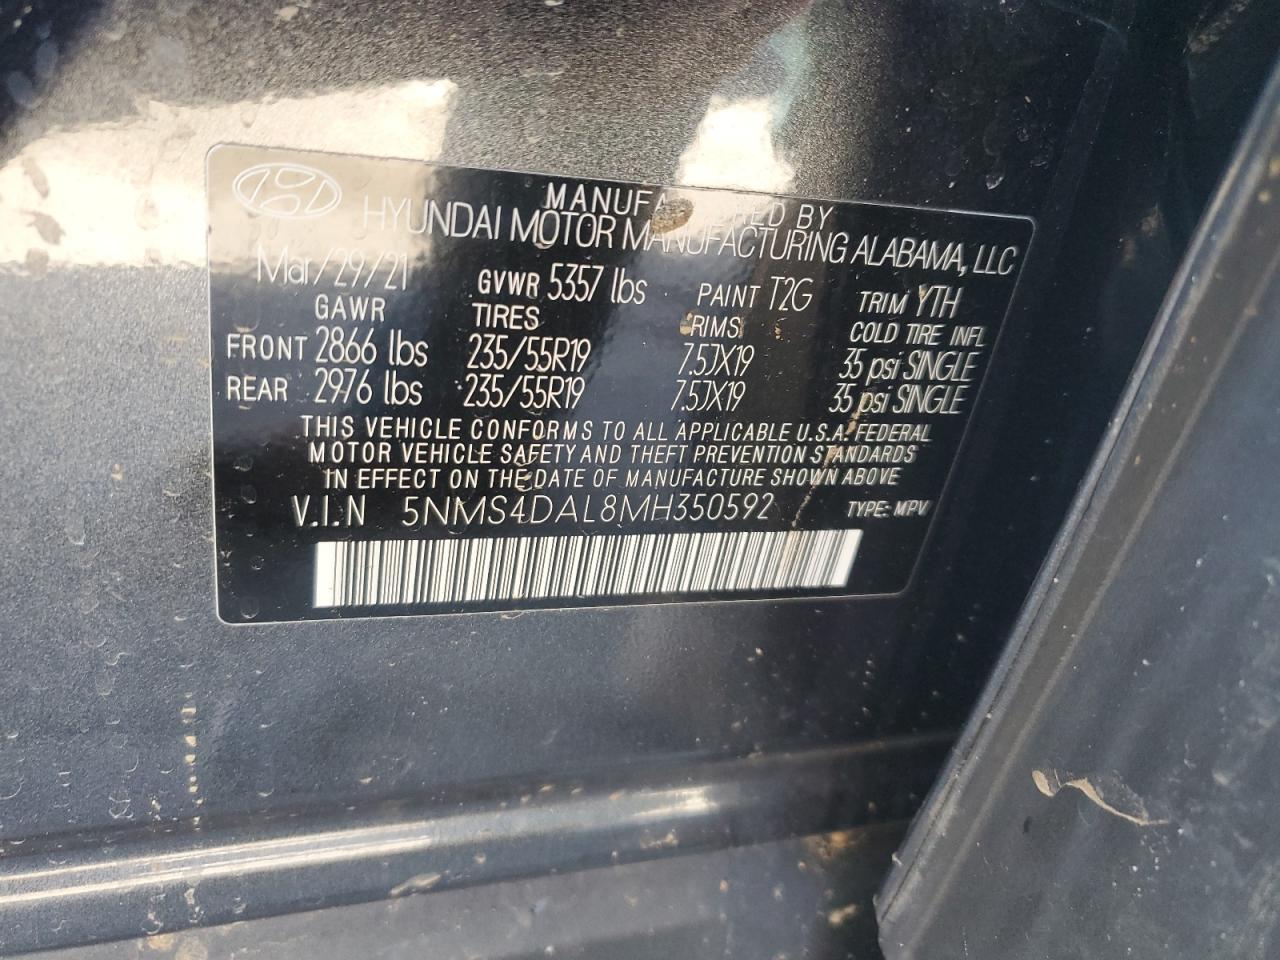 MANUFACTURED BY
HYUNDAI MOTOR MANUFACTURING ALABAMA, LLC
Mar/29/21 GVWR 5357 lbs PAINT T2G TRIM YTH
GAWR TIRES RIMS COLD TIRE INFL
FRONT 2866 lbs 235/55R19 7.5JX19 35 psi SINGLE
REAR 2976 lbs 235/55R19 7.5JX19 35 psi SINGLE
THIS VEHICLE CONFORMS TO ALL APPLICABLE U.S.A. FEDERAL
MOTOR VEHICLE SAFETY AND THEFT PREVENTION STANDARDS
IN EFFECT ON THE DATE OF MANUFACTURE SHOWN ABOVE
V.I.N 5NMS4DAL8MH350592 TYPE: MPV